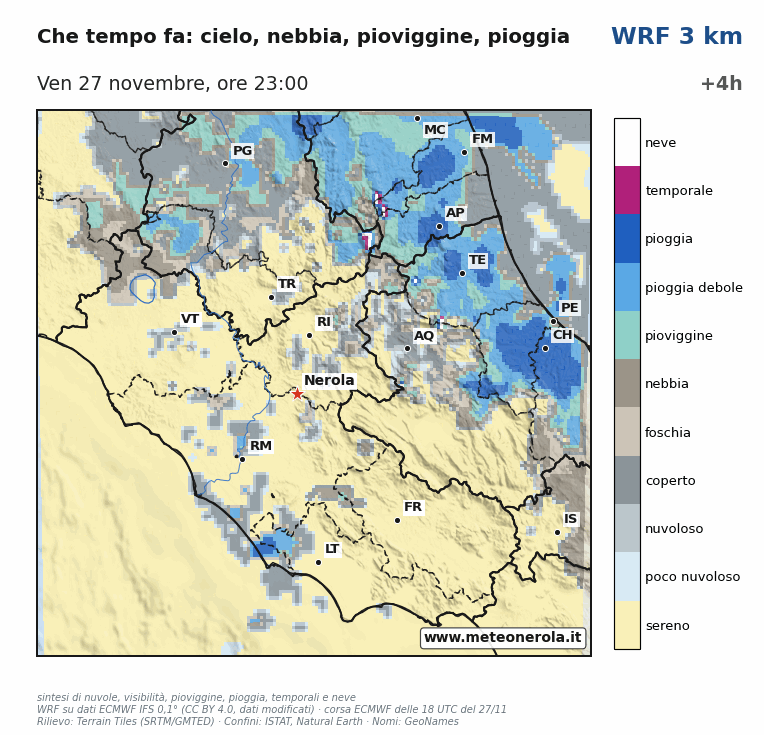 Che tempo fa: cielo, nebbia, pioviggine, pioggia
WRF 3 km
Ven 27 novembre, ore 23:00
+4h
MC
FM
PG
AP
TE
TR
PE
VT
RI
CH
AQ
Nerola
RM
FR
IS
LT
www.meteonerola.it
neve
temporale
pioggia
pioggia debole
pioviggine
nebbia
foschia
coperto
nuvoloso
poco nuvoloso
sereno
sintesi di nuvole, visibilità, pioviggine, pioggia, temporali e neve
WRF su dati ECMWF IFS 0,1° (CC BY 4.0, dati modificati) · corsa ECMWF delle 18 UTC del 27/11
Rilievo: Terrain Tiles (SRTM/GMTED) · Confini: ISTAT, Natural Earth · Nomi: GeoNames